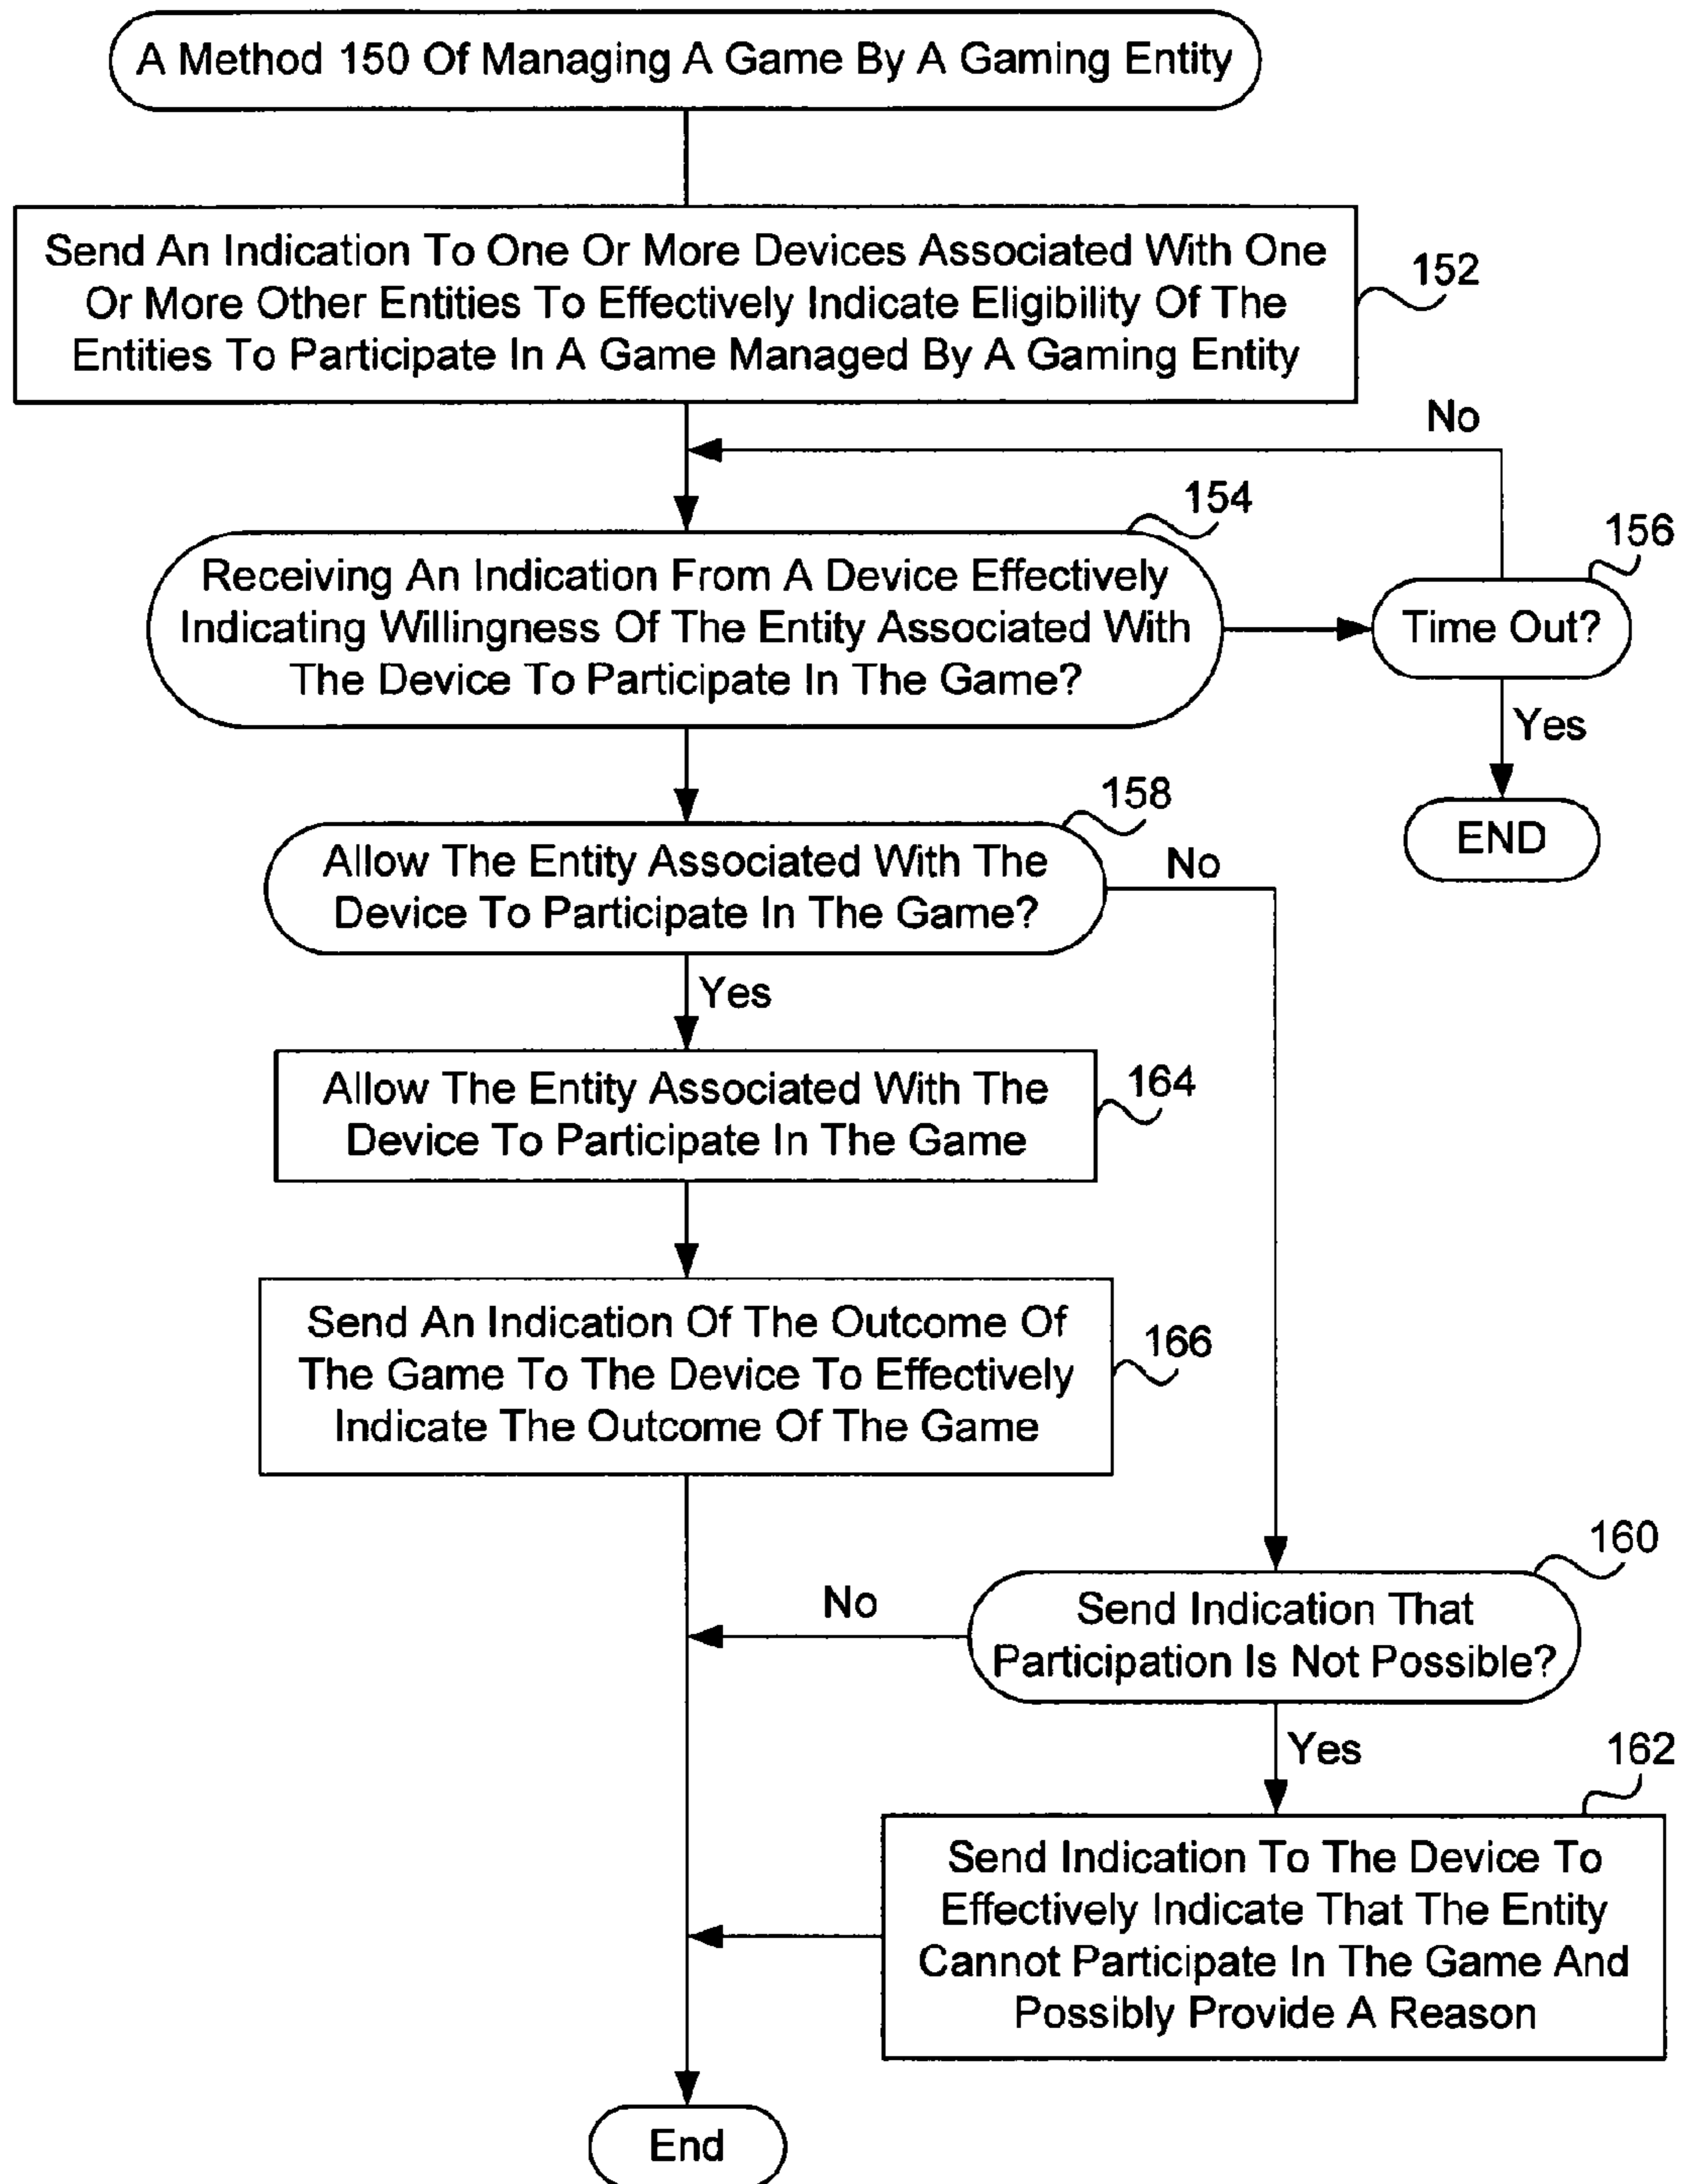 A Method 150 Of Managing A Game By A Gaming Entity
Send An Indication To One Or More Devices Associated With One
Or More Other Entities To Effectively Indicate Eligibility Of The
Entities To Participate In A Game Managed By A Gaming Entity
152
No
154
Receiving An Indication From A Device Effectively
Indicating Willingness Of The Entity Associated With
The Device To Participate In The Game?
156
Time Out?
Yes
END
158
Allow The Entity Associated With The
Device To Participate In The Game?
No
Yes
Allow The Entity Associated With The
Device To Participate In The Game
164
Send An Indication Of The Outcome Of
The Game To The Device To Effectively
Indicate The Outcome Of The Game
166
160
Send Indication That
Participation Is Not Possible?
No
Yes
162
Send Indication To The Device To
Effectively Indicate That The Entity
Cannot Participate In The Game And
Possibly Provide A Reason
End